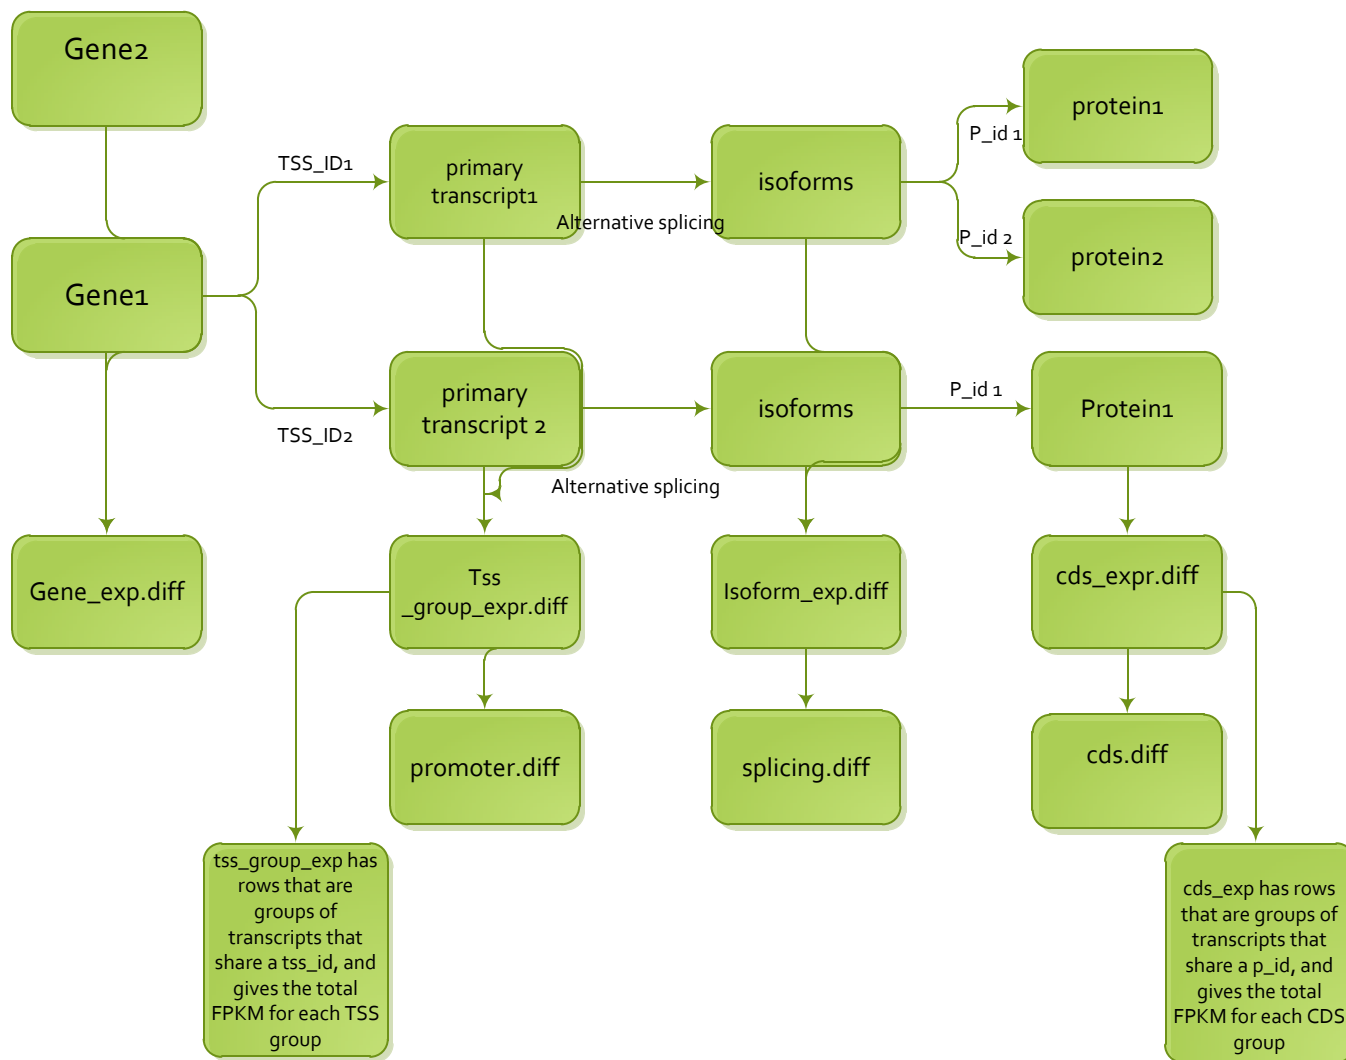 Gene2
protein1
P_id 1
TSS_ID1
primary
transcript1
isoforms
Alternative splicing
P_id 2
protein2
Gene1
primary
transcript 2
isoforms
P_id 1
Protein1
TSS_ID2
Alternative splicing
Gene_exp.diff
Tss
_group_expr.diff
Isoform_exp.diff
cds_expr.diff
promoter.diff
splicing.diff
cds.diff
tss_group_exp has
rows that are
groups of
transcripts that
share a tss_id, and
gives the total
FPKM for each TSS
group
cds_exp has rows
that are groups of
transcripts that
share a p_id, and
gives the total
FPKM for each CDS
group